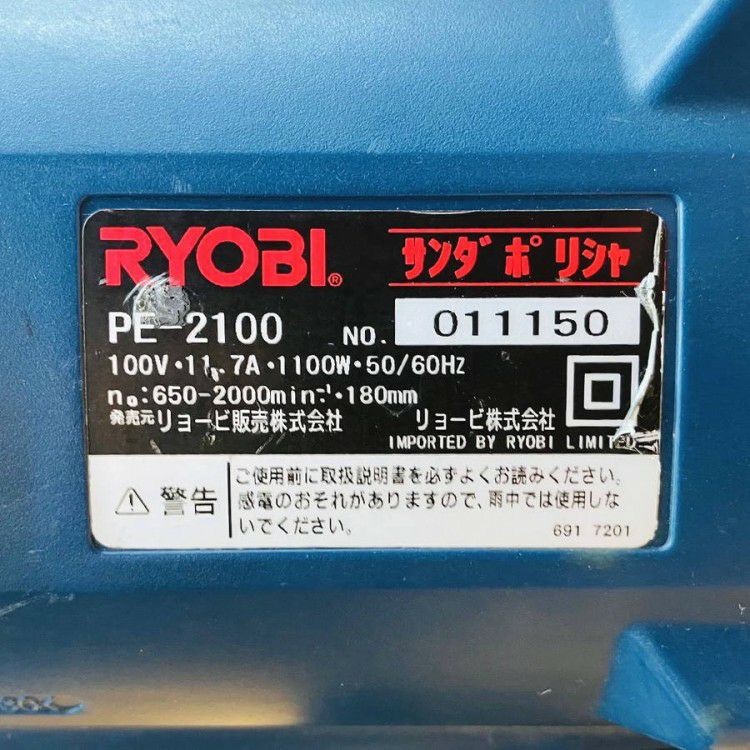 RYOBI® サンダポリシャ
PE-2100 NO. 011150
100V・11.7A・1100W・50/60Hz
n₀:650-2000min⁻¹・180mm
発売元 リョービ販売株式会社 リョービ株式会社
IMPORTED BY RYOBI LIMITED
警告
ご使用前に取扱説明書を必ずよくお読みください。
感電のおそれがありますので、雨中では使用しな
いでください。
691 7201